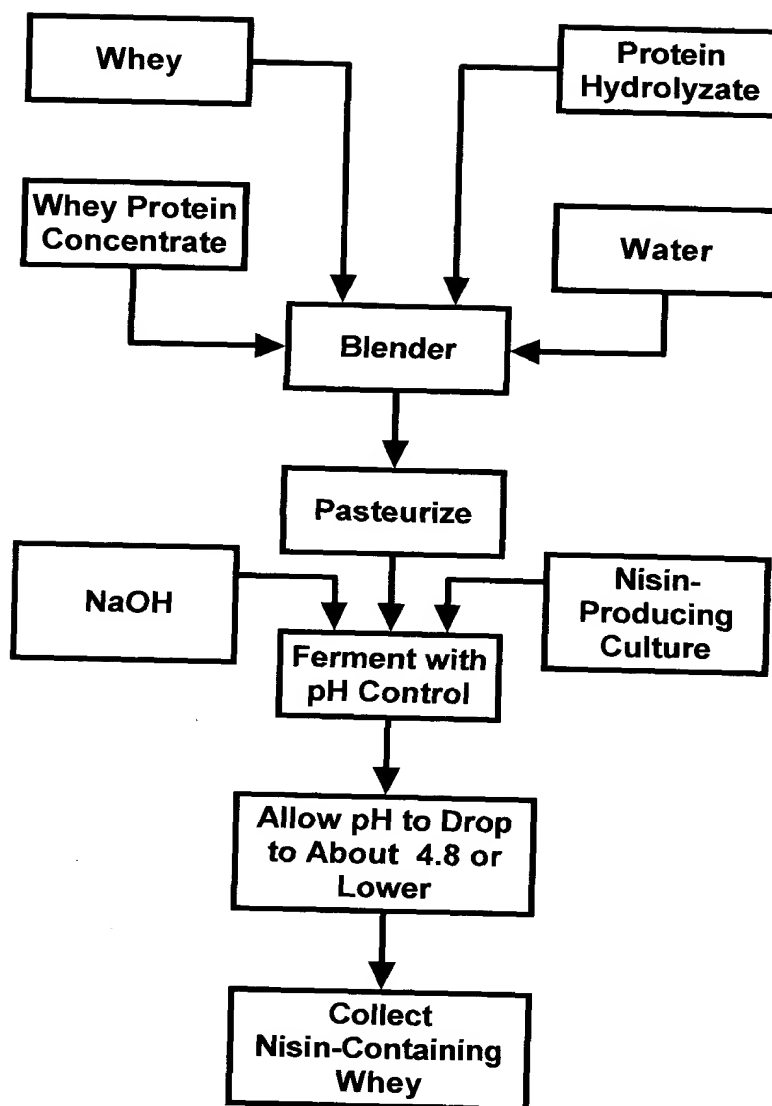 Whey
Protein
Hydrolyzate
Whey Protein
Concentrate
Water
Blender
Pasteurize
NaOH
Nisin-
Producing
Culture
Ferment with
pH Control
Allow pH to Drop
to About 4.8 or
Lower
Collect
Nisin-Containing
Whey